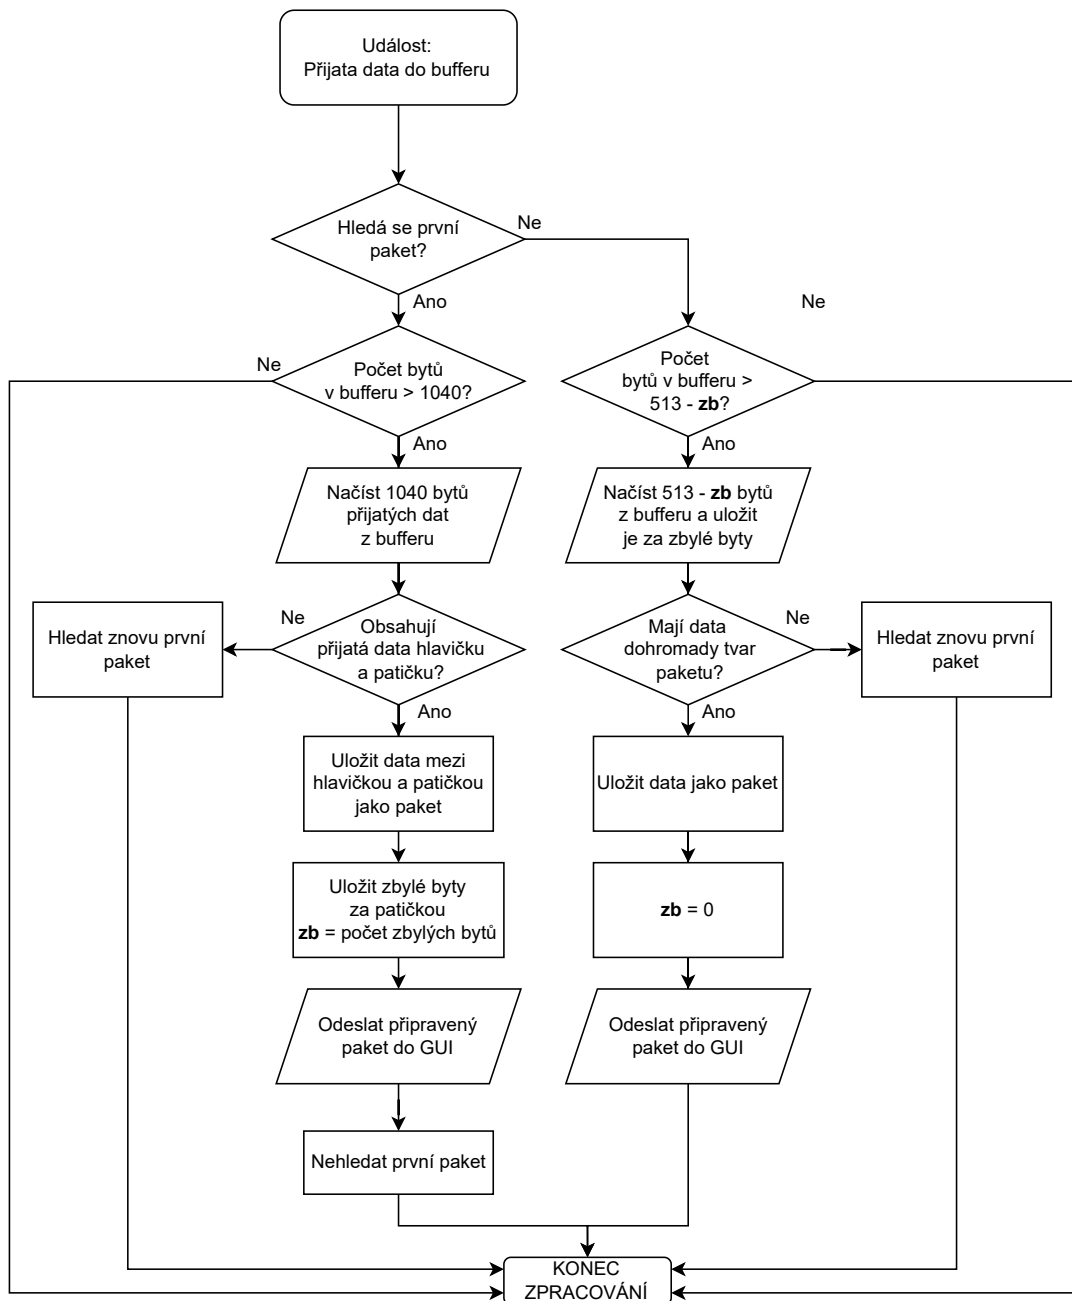 Událost:
Přijata data do bufferu
Hledá se první
paket?
Ne
Ano
Ne
Ne
Počet bytů
v bufferu > 1040?
Počet
bytů v bufferu >
513 - zb?
Ano
Ano
Načíst 1040 bytů
přijatých dat
z bufferu
Načíst 513 - zb bytů
z bufferu a uložit
je za zbylé byty
Hledat znovu první
paket
Ne
Obsahují
přijatá data hlavičku
a patičku?
Mají data
dohromady tvar
paketu?
Ne
Hledat znovu první
paket
Ano
Ano
Uložit data mezi
hlavičkou a patičkou
jako paket
Uložit data jako paket
Uložit zbylé byty
za patičkou
zb = počet zbylých bytů
zb = 0
Odeslat připravený
paket do GUI
Odeslat připravený
paket do GUI
Nehledat první paket
KONEC
ZPRACOVÁNÍ